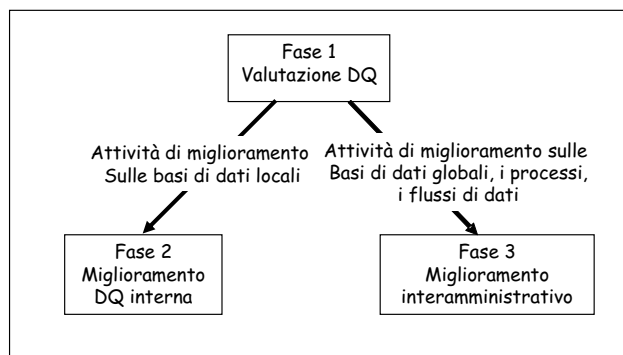 Fase 1
Valutazione DQ
Attività di miglioramento
Sulle basi di dati locali
Attività di miglioramento sulle
Basi di dati globali, i processi,
i flussi di dati
Fase 2
Miglioramento
DQ interna
Fase 3
Miglioramento
interamministrativo